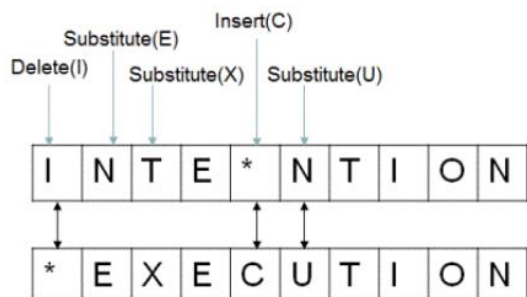 Insert(C)
Substitute(E)
Delete(I) Substitute(X) Substitute(U)
I N T E * N T I O N
* E X E C U T I O N